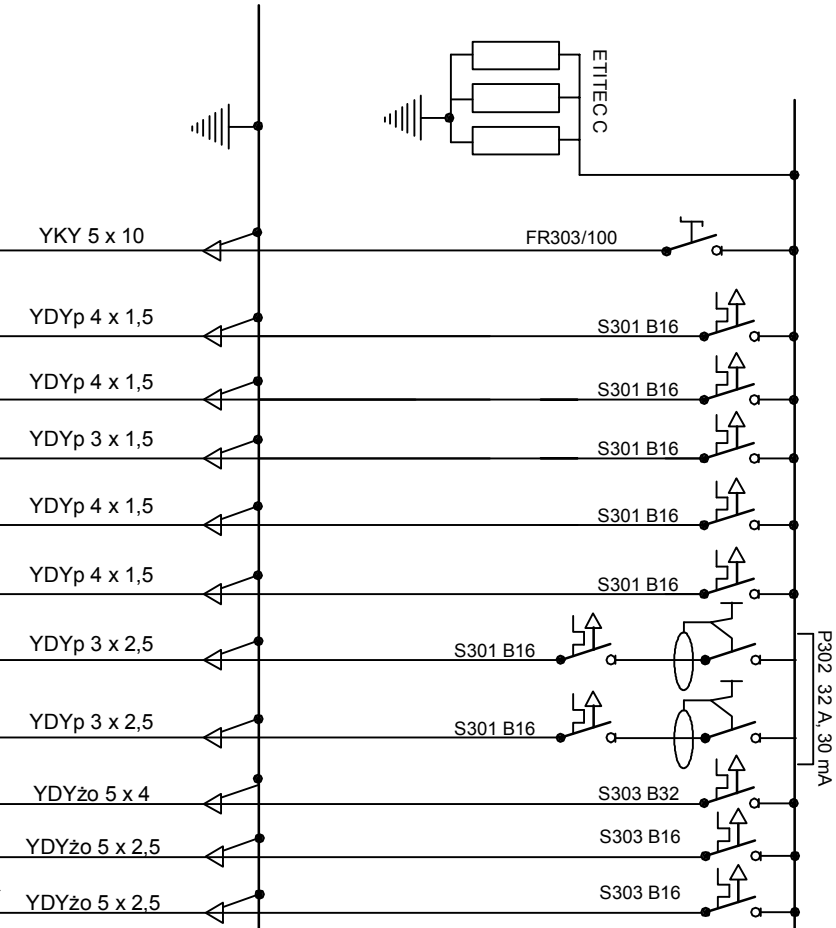 ETITEC C
YKY 5 x 10
FR303/100
YDYp 4 x 1,5
S301 B16
YDYp 4 x 1,5
S301 B16
YDYp 3 x 1,5
S301 B16
YDYp 4 x 1,5
S301 B16
YDYp 4 x 1,5
S301 B16
YDYp 3 x 2,5
S301 B16
P302 32 A, 30 mA
YDYp 3 x 2,5
S301 B16
YDYżo 5 x 4
S303 B32
YDYżo 5 x 2,5
S303 B16
YDYżo 5 x 2,5
S303 B16